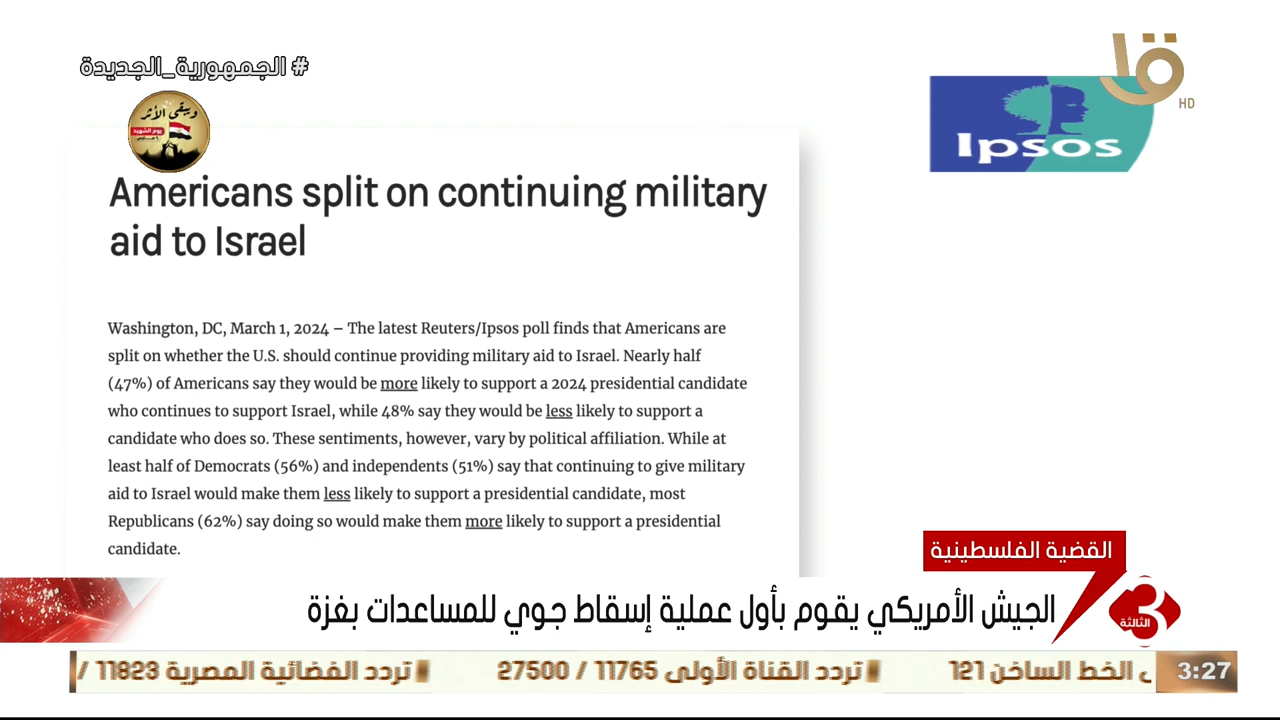 # الجمهورية_الجديدة
HD
ويبقى الأثر
يوم الشهيد
Ipsos
Americans split on continuing military
aid to Israel
Washington, DC, March 1, 2024 – The latest Reuters/Ipsos poll finds that Americans are
split on whether the U.S. should continue providing military aid to Israel. Nearly half
(47%) of Americans say they would be more likely to support a 2024 presidential candidate
who continues to support Israel, while 48% say they would be less likely to support a
candidate who does so. These sentiments, however, vary by political affiliation. While at
least half of Democrats (56%) and independents (51%) say that continuing to give military
aid to Israel would make them less likely to support a presidential candidate, most
Republicans (62%) say doing so would make them more likely to support a presidential
candidate.
القضية الفلسطينية
الجيش الأمريكي يقوم بأول عملية إسقاط جوي للمساعدات بغزة
3 الثالثة
الخط الساخن 121
تردد القناة الأولى 11765 / 27500
تردد الفضائية المصرية 11823 /
3:27